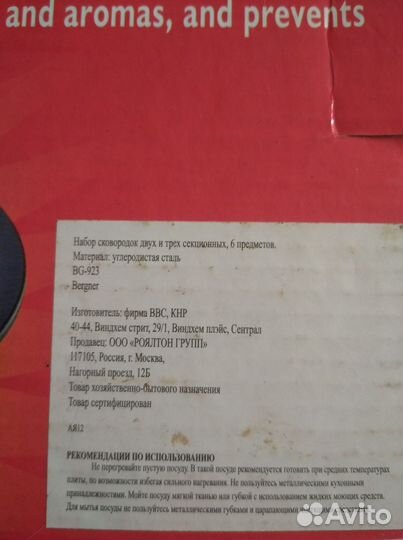 and aromas, and prevents
Набор сковородок двух и трех секционных, 6 предметов.
Материал: углеродистая сталь
BG-923
Bergner
Изготовитель: фирма BBC, КНР
40-44, Виндхем стрит, 29/1, Виндхем плэйс, Сентрал
Продавец: ООО «РОЯЛТОН ГРУПП»
117105, Россия, г. Москва,
Нагорный проезд, 12Б
Товар хозяйственно-бытового назначения
Товар сертифицирован
АЯ12
РЕКОМЕНДАЦИИ ПО ИСПОЛЬЗОВАНИЮ
Не перегревайте пустую посуду. В такой посуде рекомендуется готовить при средних температурах
плиты, по возможности избегая сильного нагревания. Не пользуйтесь металлическими кухонными
принадлежностями. Мойте посуду мягкой тканью или губкой с использованием жидких моющих средств.
Для мытья посуды не пользуйтесь металлическими губками и царапающими
Avito